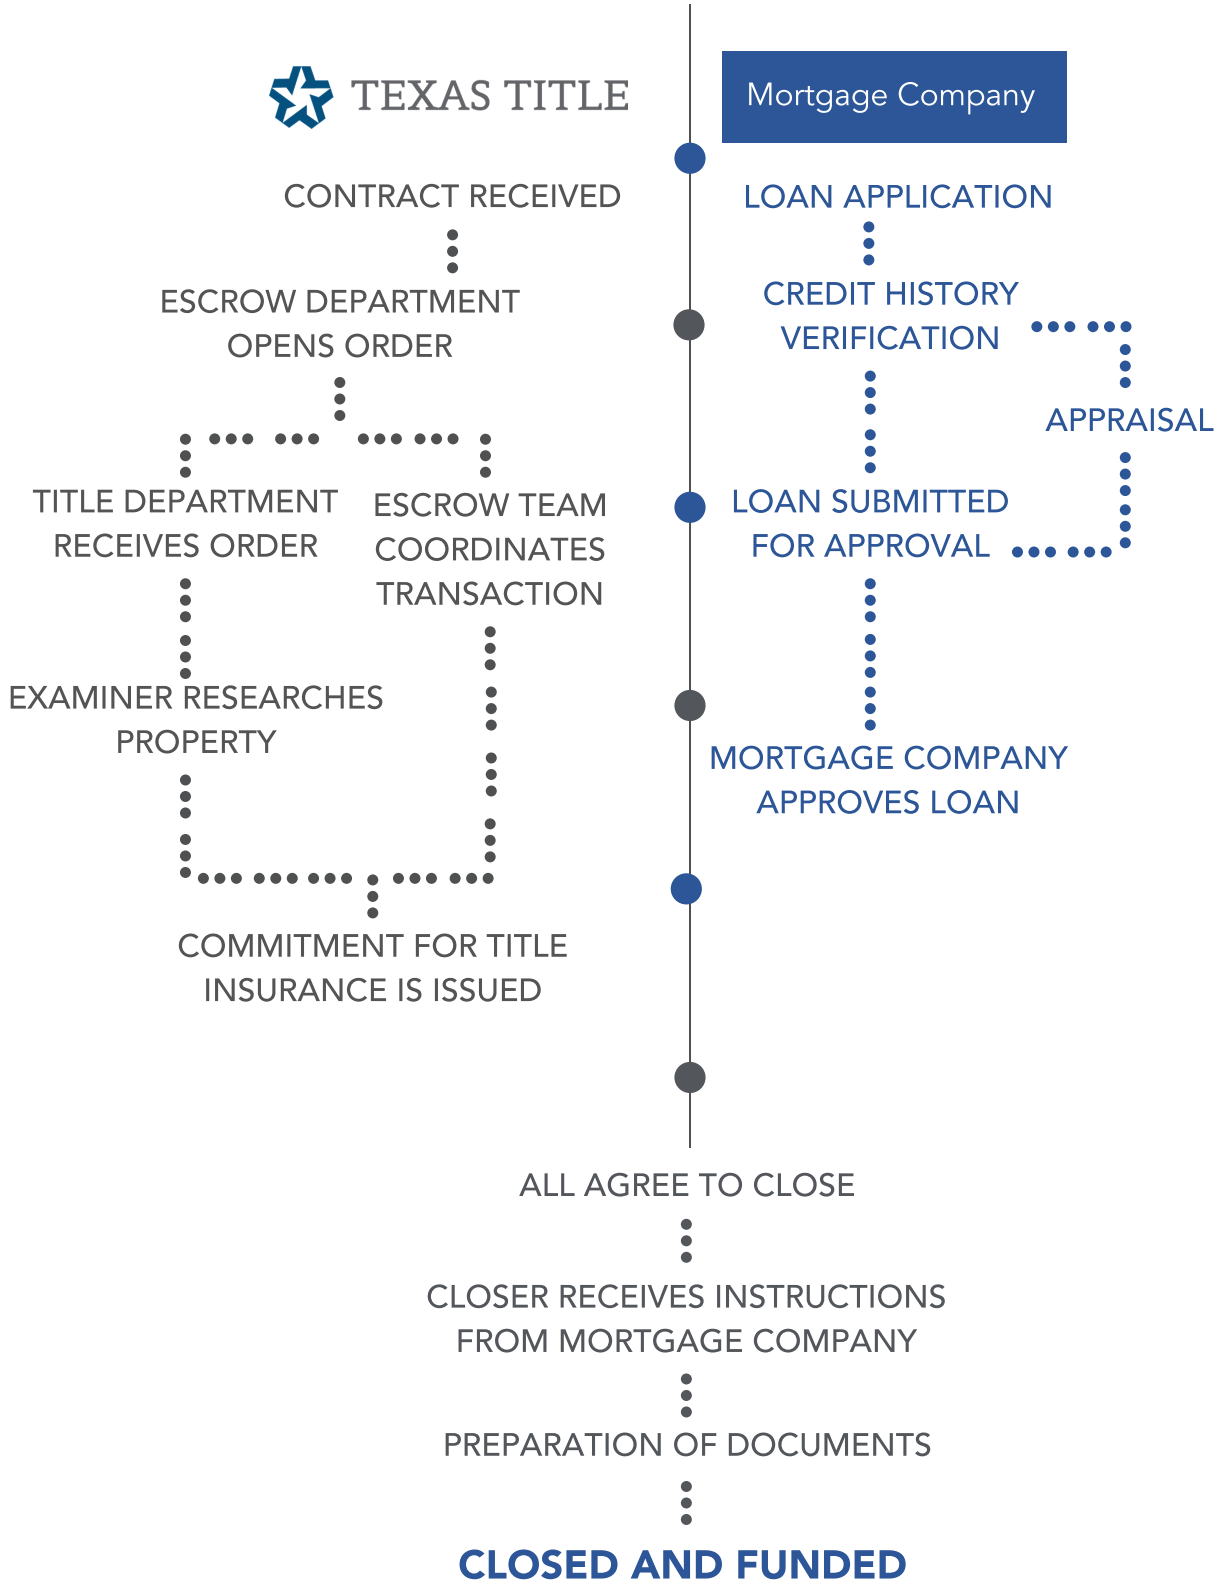 TEXAS TITLE
CONTRACT RECEIVED
ESCROW DEPARTMENT
OPENS ORDER
TITLE DEPARTMENT
RECEIVES ORDER
ESCROW TEAM
COORDINATES
TRANSACTION
EXAMINER RESEARCHES
PROPERTY
COMMITMENT FOR TITLE
INSURANCE IS ISSUED
Mortgage Company
LOAN APPLICATION
CREDIT HISTORY
VERIFICATION
APPRAISAL
LOAN SUBMITTED
FOR APPROVAL
MORTGAGE COMPANY
APPROVES LOAN
ALL AGREE TO CLOSE
CLOSER RECEIVES INSTRUCTIONS
FROM MORTGAGE COMPANY
PREPARATION OF DOCUMENTS
CLOSED AND FUNDED